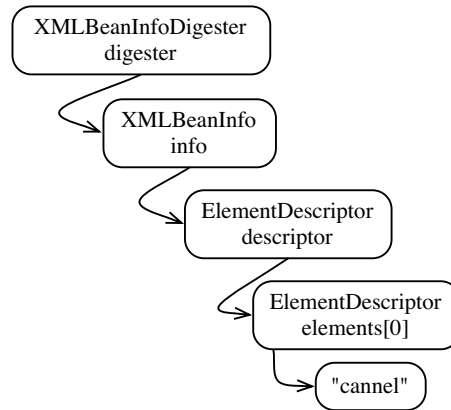 XMLBeanInfoDigester
digester
XMLBeanInfo
info
ElementDescriptor
descriptor
ElementDescriptor
elements[0]
"cannel"